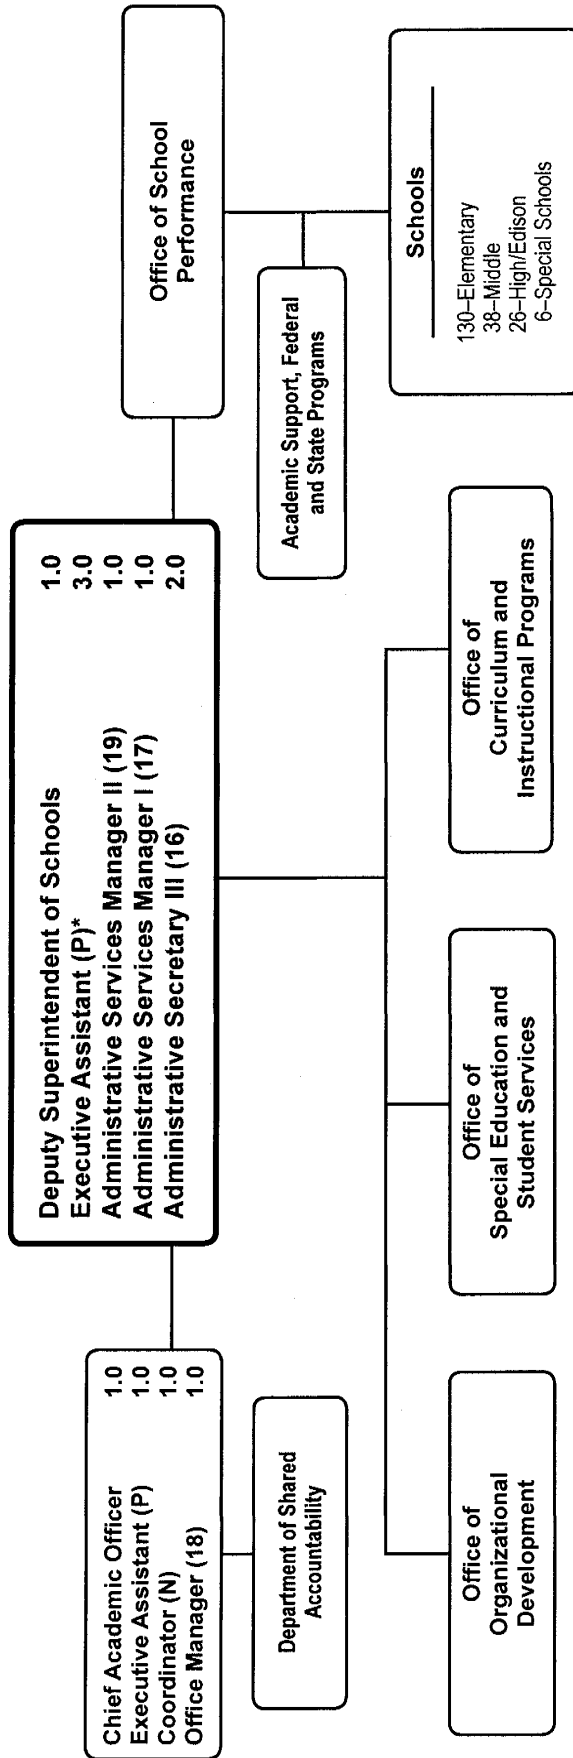 Deputy Superintendent of Schools 1.0
Executive Assistant (P)* 3.0
Administrative Services Manager II (19) 1.0
Administrative Services Manager I (17) 1.0
Administrative Secretary III (16) 2.0
Chief Academic Officer 1.0
Executive Assistant (P) 1.0
Coordinator (N) 1.0
Office Manager (18) 1.0
Department of Shared
Accountability
Office of School
Performance
Academic Support, Federal
and State Programs
Schools
130–Elementary
38–Middle
26–High/Edison
6–Special Schools
Office of
Organizational
Development
Office of
Special Education and
Student Services
Office of
Curriculum and
Instructional Programs